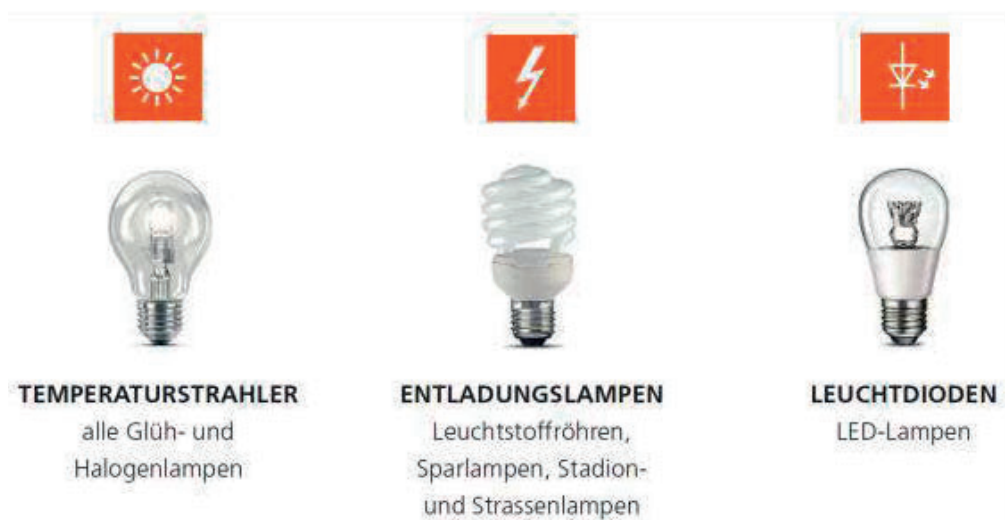 TEMPERATURSTRAHLER
alle Glüh- und
Halogenlampen
ENTLADUNGSLAMPEN
Leuchtstoffröhren,
Sparlampen, Stadion-
und Strassenlampen
LEUCHTDIODEN
LED-Lampen